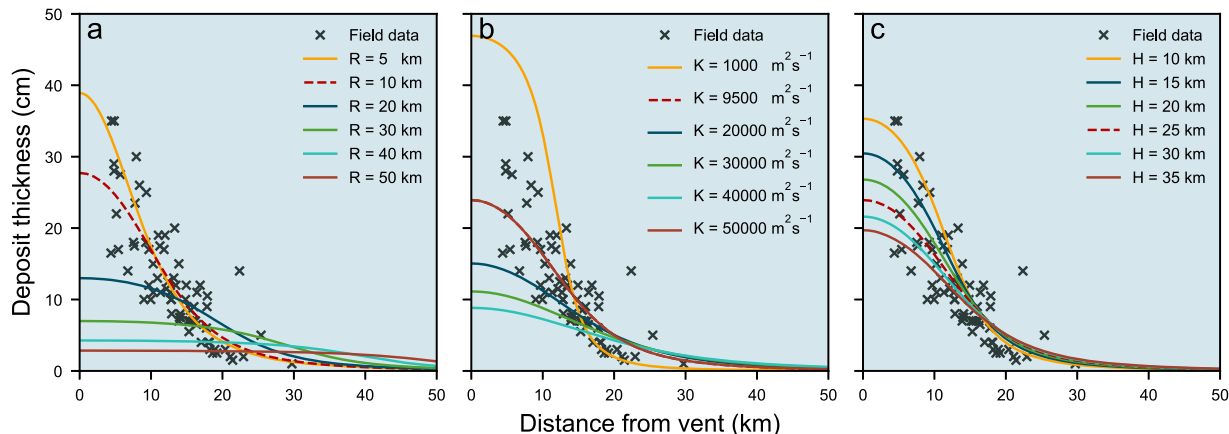 Deposit thickness (cm)
50
40
30
20
10
0
a
Field data
R = 5 km
R = 10 km
R = 20 km
R = 30 km
R = 40 km
R = 50 km
0 10 20 30 40 50
b
Field data
K = 1000 m²s⁻¹
K = 9500 m²s⁻¹
K = 20000 m²s⁻¹
K = 30000 m²s⁻¹
K = 40000 m²s⁻¹
K = 50000 m²s⁻¹
0 10 20 30 40 50
c
Field data
H = 10 km
H = 15 km
H = 20 km
H = 25 km
H = 30 km
H = 35 km
0 10 20 30 40 50
Distance from vent (km)